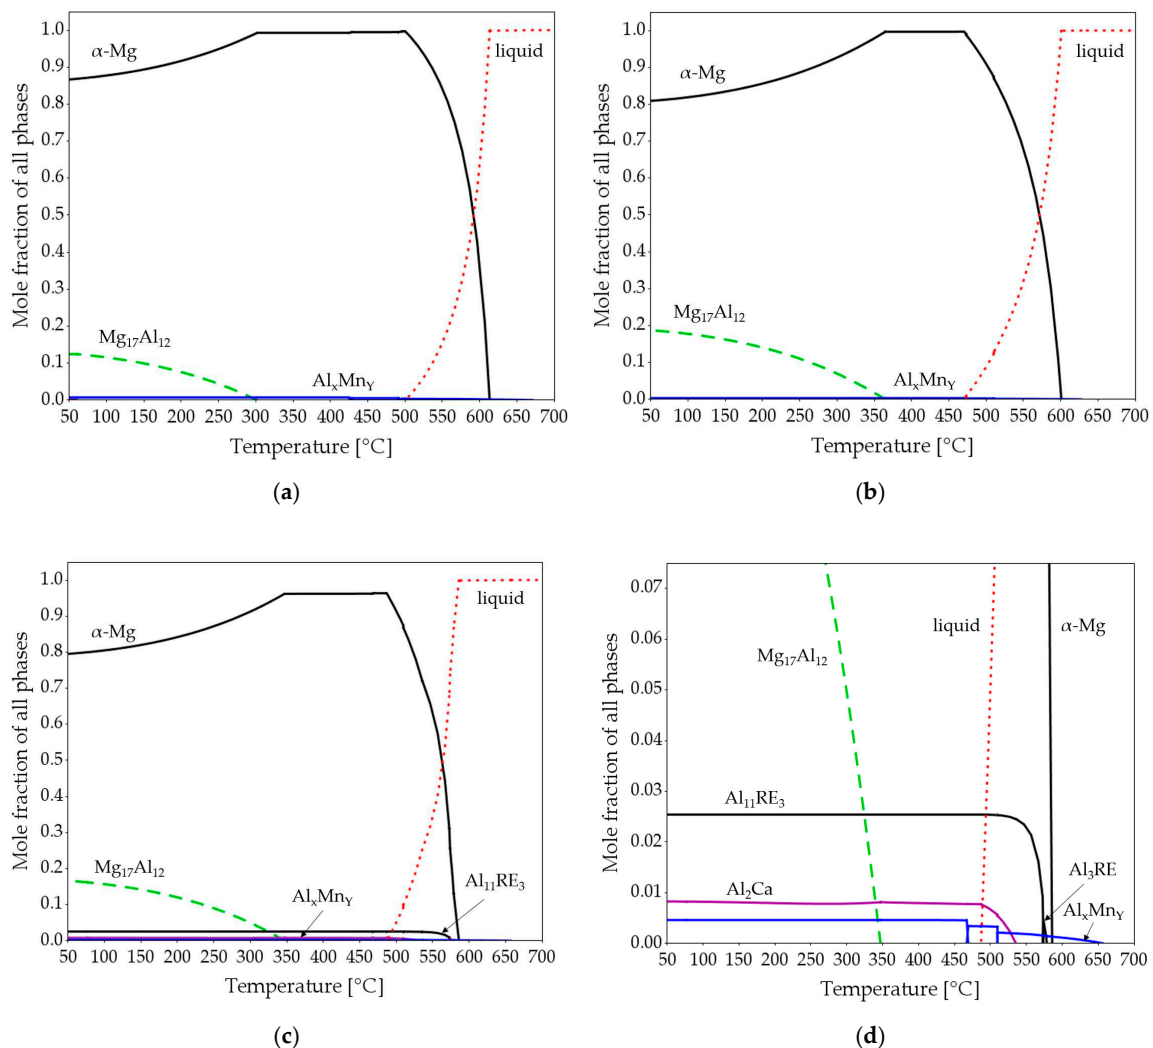 1.0
0.9
0.8
0.7
0.6
0.5
0.4
0.3
0.2
0.1
0.0
Mole fraction of all phases
α-Mg
liquid
Mg₁₇Al₁₂
AlₓMnY
50 100 150 200 250 300 350 400 450 500 550 600 650 700
Temperature [°C]
(a)
1.0
0.9
0.8
0.7
0.6
0.5
0.4
0.3
0.2
0.1
0.0
Mole fraction of all phases
α-Mg
liquid
Mg₁₇Al₁₂
AlₓMnY
50 100 150 200 250 300 350 400 450 500 550 600 650 700
Temperature [°C]
(b)
1.0
0.9
0.8
0.7
0.6
0.5
0.4
0.3
0.2
0.1
0.0
Mole fraction of all phases
liquid
α-Mg
Mg₁₇Al₁₂
AlₓMnY
Al₁₁RE₃
50 100 150 200 250 300 350 400 450 500 550 600 650 700
Temperature [°C]
(c)
0.07
0.06
0.05
0.04
0.03
0.02
0.01
0.00
Mole fraction of all phases
liquid
α-Mg
Mg₁₇Al₁₂
Al₁₁RE₃
Al₃RE
Al₂Ca
AlₓMnY
50 100 150 200 250 300 350 400 450 500 550 600 650 700
Temperature [°C]
(d)